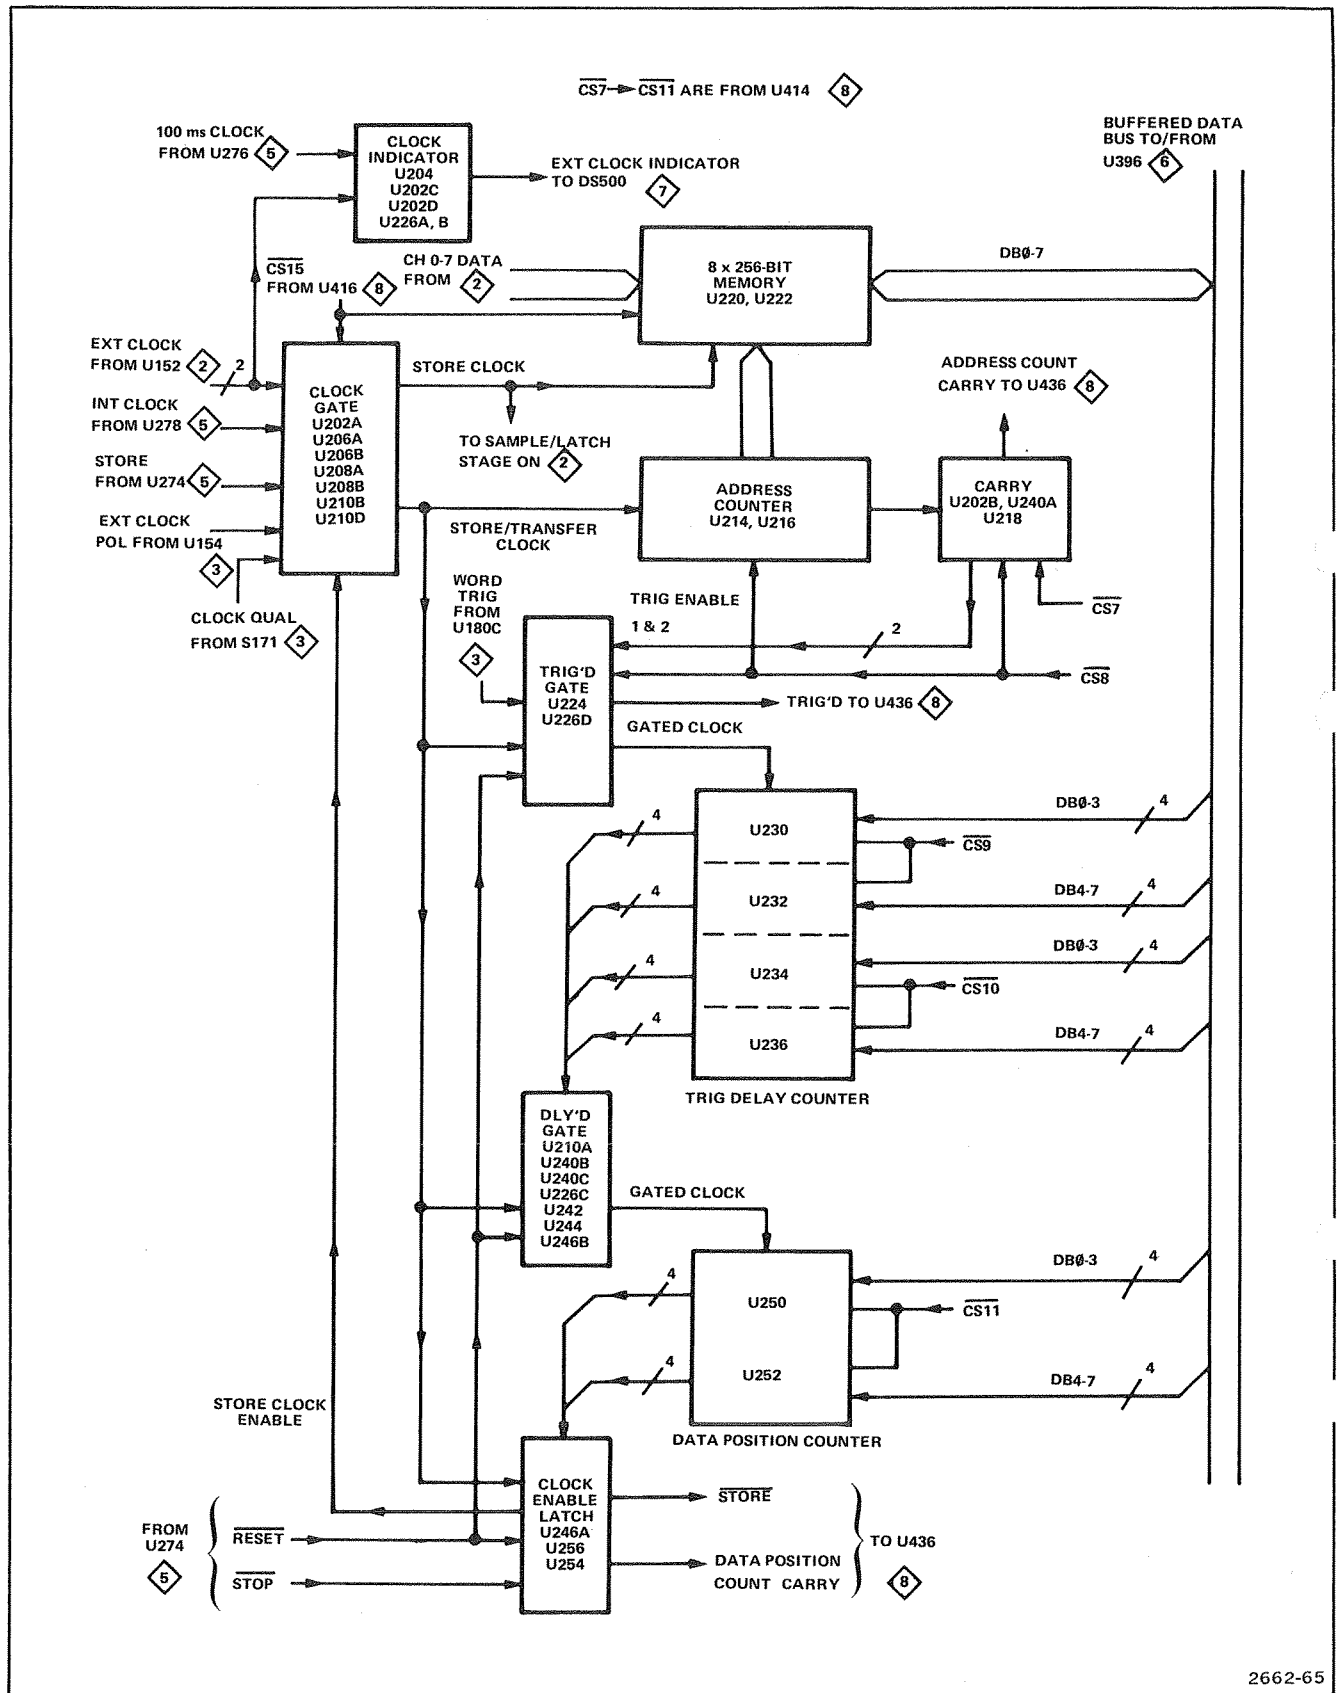 CS7 → CS11 ARE FROM U414 8
100 ms CLOCK
FROM U276 5
CLOCK
INDICATOR
U204
U202C
U202D
U226A, B
EXT CLOCK INDICATOR
TO DS500 7
BUFFERED DATA
BUS TO/FROM
U396 6
CS15
FROM U416 8
CH 0-7 DATA
FROM 2
8 x 256-BIT
MEMORY
U220, U222
DBØ-7
EXT CLOCK
FROM U152 2
2
INT CLOCK
FROM U278 5
STORE
FROM U274 5
EXT CLOCK
POL FROM U154
3
CLOCK QUAL
FROM S171 3
CLOCK
GATE
U202A
U206A
U206B
U208A
U208B
U210B
U210D
STORE CLOCK
TO SAMPLE/LATCH
STAGE ON 2
ADDRESS COUNT
CARRY TO U436 8
STORE/TRANSFER
CLOCK
ADDRESS
COUNTER
U214, U216
CARRY
U202B, U240A
U218
CS7
WORD
TRIG
FROM
U180C
3
TRIG ENABLE
1 & 2
2
CS8
TRIG'D
GATE
U224
U226D
TRIG'D TO U436 8
GATED CLOCK
U230
U232
U234
U236
4
4
4
4
DBØ-3 4
CS9
DB4-7 4
DBØ-3 4
CS10
DB4-7 4
TRIG DELAY COUNTER
DLY'D
GATE
U210A
U240B
U240C
U226C
U242
U244
U246B
GATED CLOCK
U250
U252
4
4
DBØ-3 4
CS11
DB4-7 4
DATA POSITION COUNTER
STORE CLOCK
ENABLE
CLOCK
ENABLE
LATCH
U246A
U256
U254
FROM
U274
5
RESET
STOP
STORE
DATA POSITION
COUNT CARRY
TO U436
8
2662-65